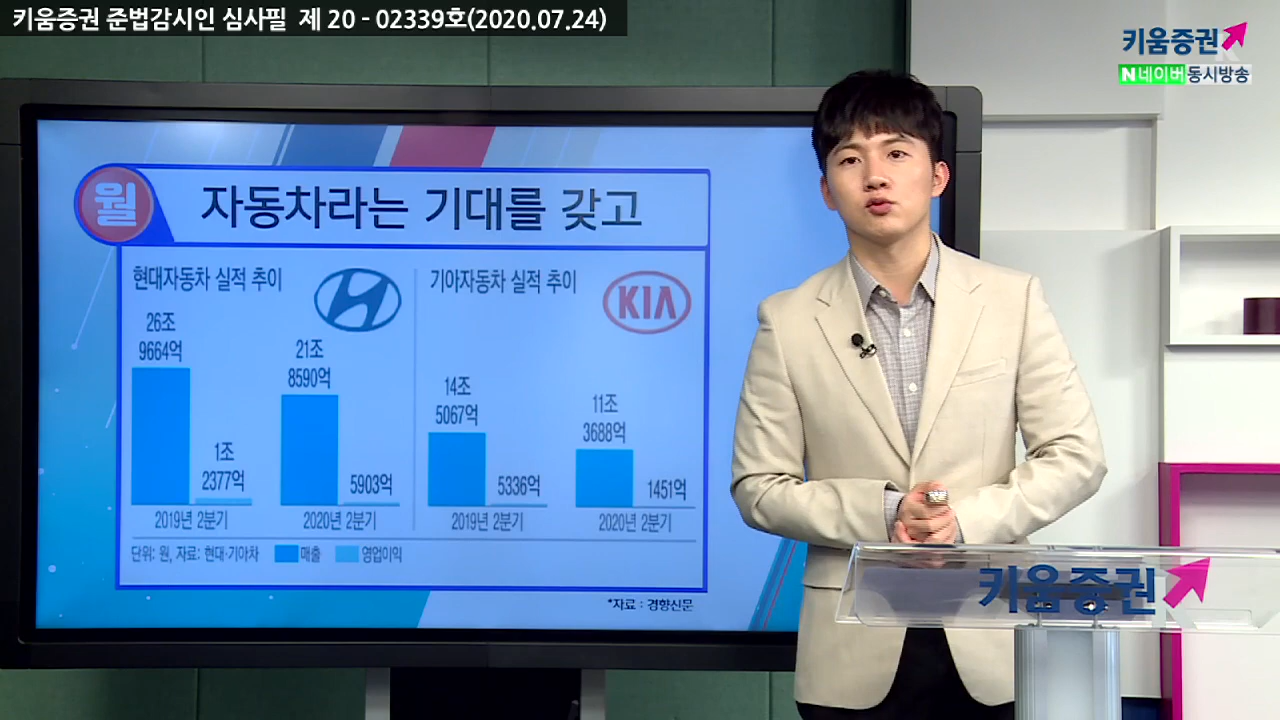 키움증권 준법감시인 심사필 제 20 - 02339호(2020.07.24)
키움증권
N네이버 동시방송
월
자동차라는 기대를 갖고
현대자동차 실적 추이
26조
9664억
1조
2377억
21조
8590억
5903억
2019년 2분기
2020년 2분기
기아자동차 실적 추이
KIA
14조
5067억
5336억
11조
3688억
1451억
2019년 2분기
2020년 2분기
단위: 원, 자료: 현대·기아차
매출
영업이익
*자료 : 경향신문
키움증권